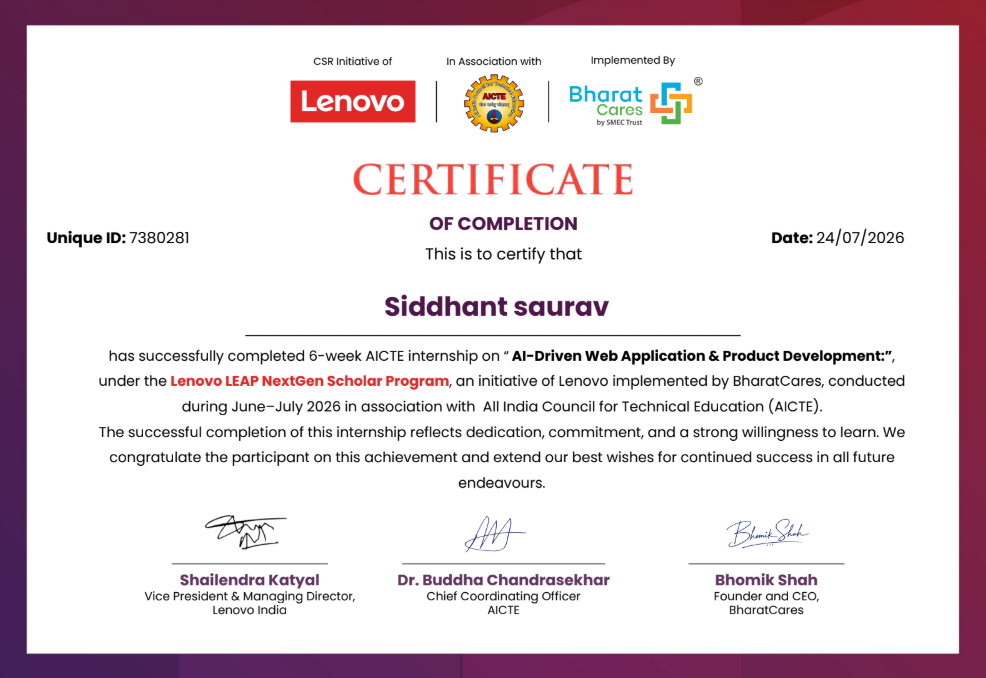 CSR Initiative of
In Association with
Implemented By
Lenovo
AICTE
Bharat
Cares
by SMEC Trust
®
CERTIFICATE
OF COMPLETION
Unique ID: 7380281
Date: 24/07/2026
This is to certify that
Siddhant saurav
has successfully completed 6-week AICTE internship on “ AI-Driven Web Application & Product Development:”,
under the Lenovo LEAP NextGen Scholar Program, an initiative of Lenovo implemented by BharatCares, conducted
during June–July 2026 in association with All India Council for Technical Education (AICTE).
The successful completion of this internship reflects dedication, commitment, and a strong willingness to learn. We
congratulate the participant on this achievement and extend our best wishes for continued success in all future
endeavours.
Bhomik Shah
Shailendra Katyal
Vice President & Managing Director,
Lenovo India
Dr. Buddha Chandrasekhar
Chief Coordinating Officer
AICTE
Bhomik Shah
Founder and CEO,
BharatCares